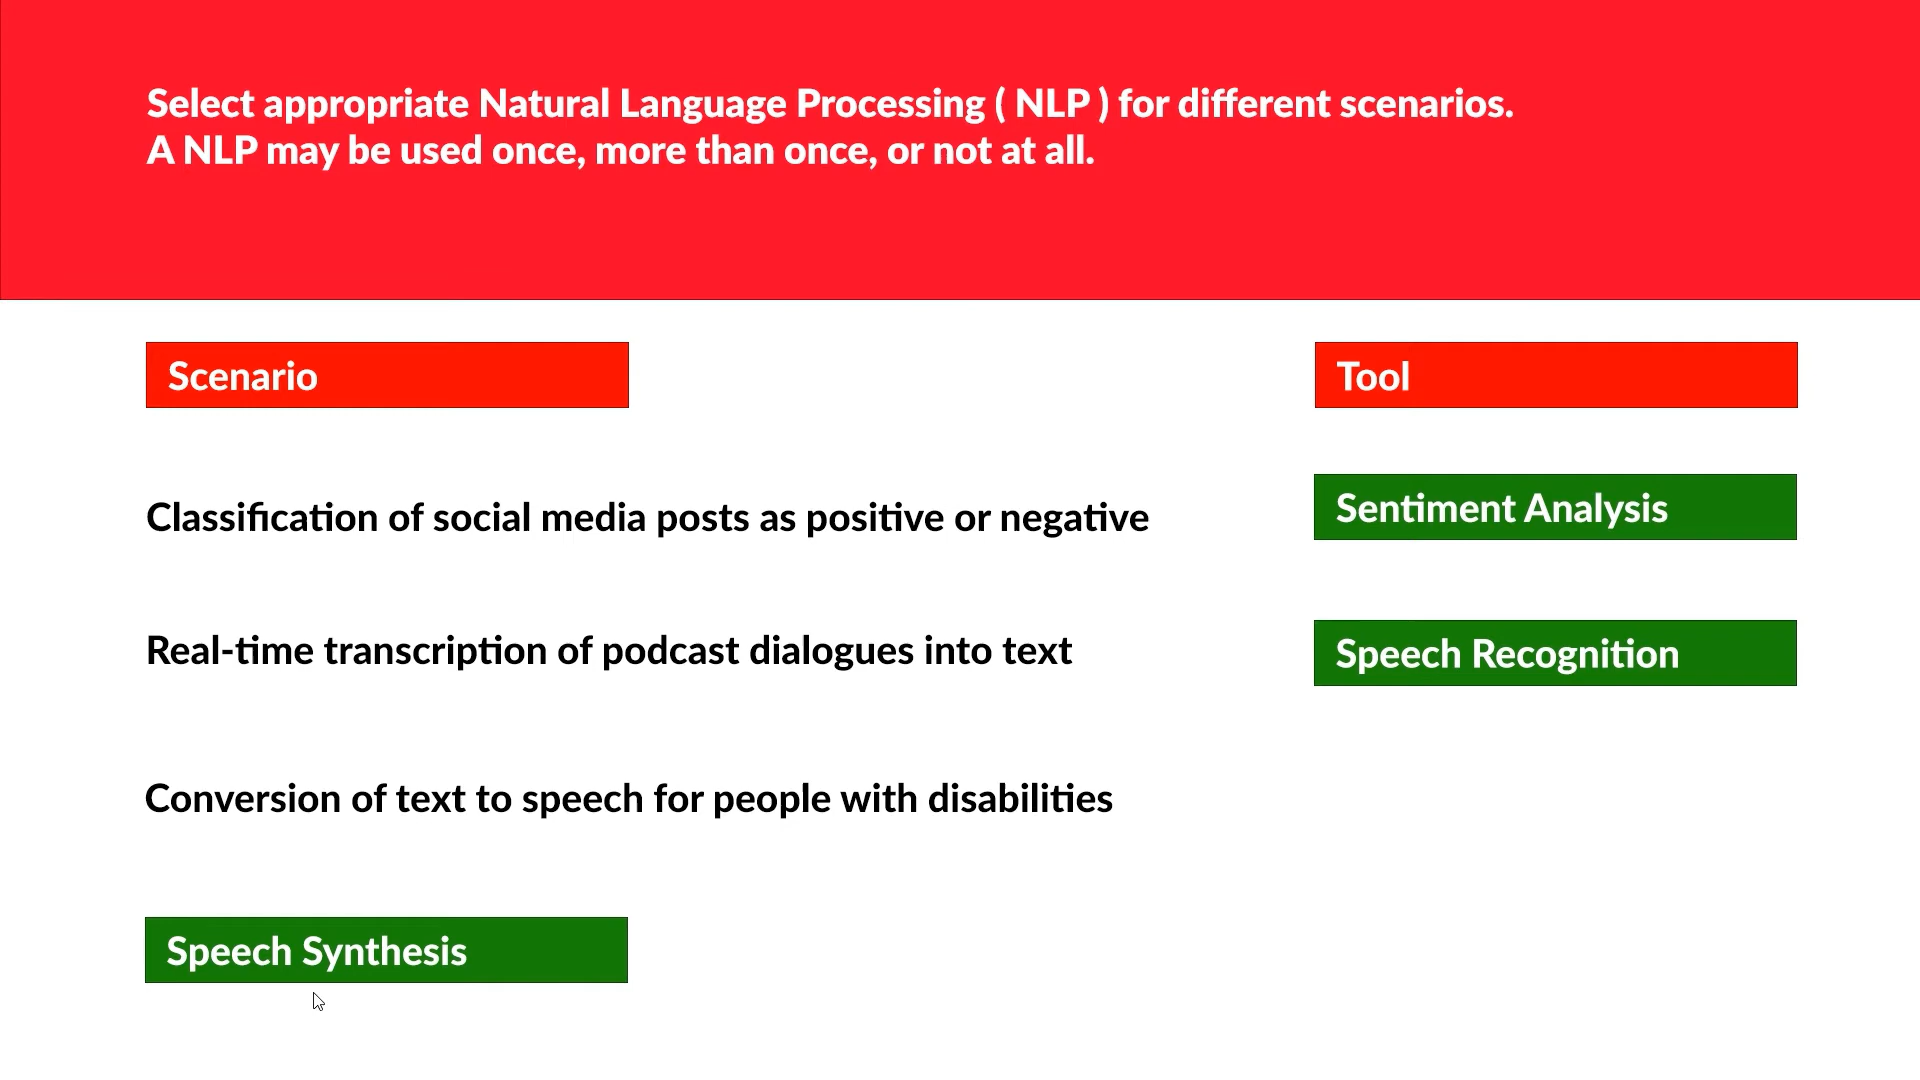 Select appropriate Natural Language Processing ( NLP ) for different scenarios.
A NLP may be used once, more than once, or not at all.
Scenario
Tool
Classification of social media posts as positive or negative
Sentiment Analysis
Real-time transcription of podcast dialogues into text
Speech Recognition
Conversion of text to speech for people with disabilities
Speech Synthesis